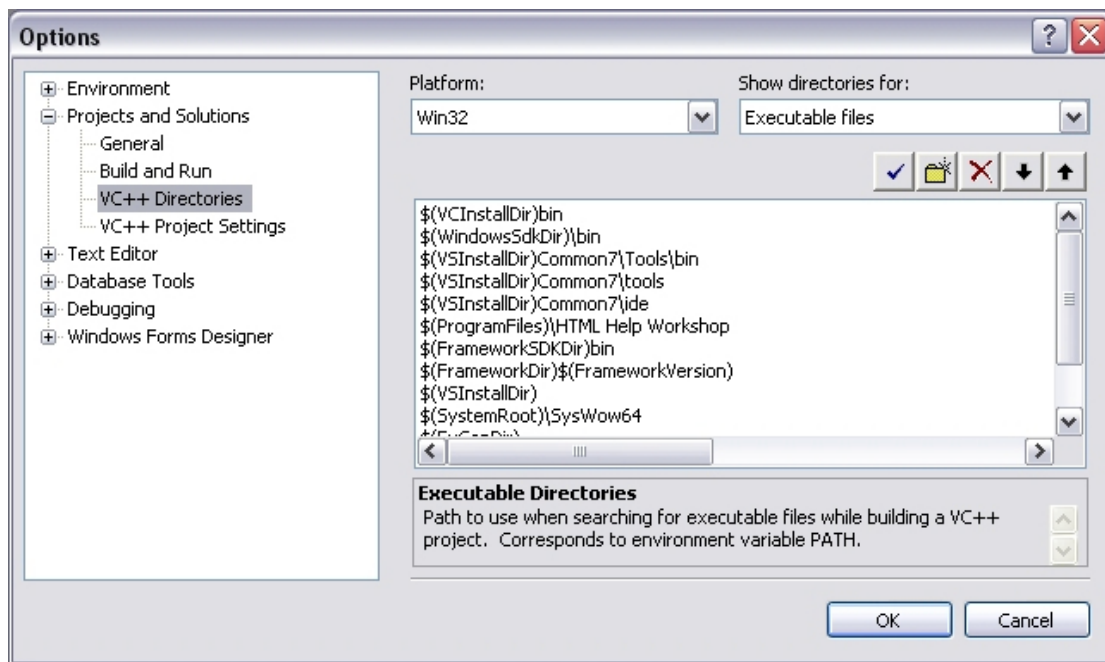 Options
Environment
Projects and Solutions
General
Build and Run
VC++ Directories
VC++ Project Settings
Text Editor
Database Tools
Debugging
Windows Forms Designer
Platform:
Win32
Show directories for:
Executable files
$(VCInstallDir)bin
$(WindowsSdkDir)\bin
$(VSInstallDir)Common7\Tools\bin
$(VSInstallDir)Common7\tools
$(VSInstallDir)Common7\ide
$(ProgramFiles)\HTML Help Workshop
$(FrameworkSDKDir)bin
$(FrameworkDir)$(FrameworkVersion)
$(VSInstallDir)
$(SystemRoot)\SysWow64
Executable Directories
Path to use when searching for executable files while building a VC++
project.  Corresponds to environment variable PATH.
OK
Cancel